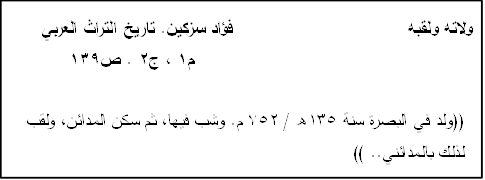 ولاته ولقبه فؤاد سزكين. تاريخ التراث العربي
م١ ، ج٢ . ص١٣٩
((ولد في البصرة سنة ١٣٥هـ / ٧٥٢ م. وشب فيها، ثم سكن المدائن، ولقب
لذلك بالمدائني.. ))